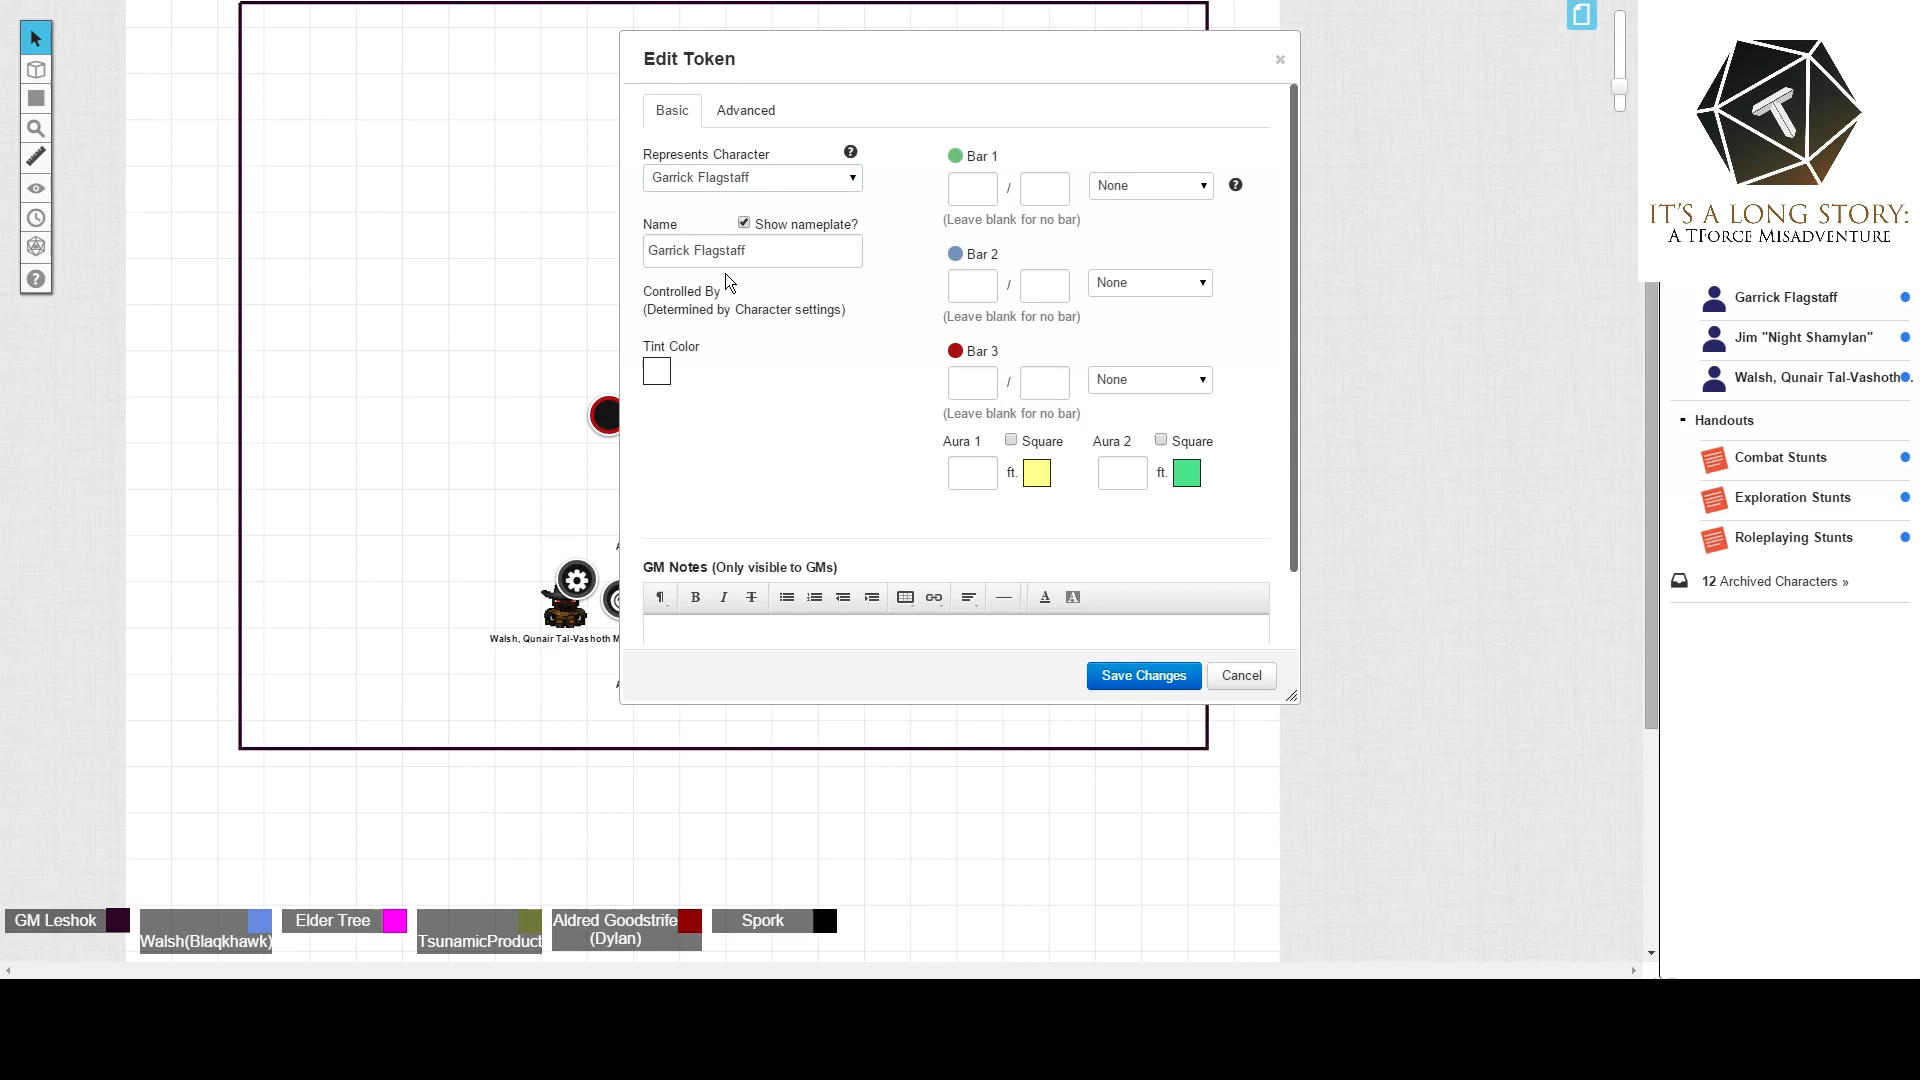 Edit Token
×
Basic
Advanced
Represents Character
Garrick Flagstaff
Name
Show nameplate?
Garrick Flagstaff
Controlled By
(Determined by Character settings)
Tint Color
Bar 1
/
None
(Leave blank for no bar)
Bar 2
/
None
(Leave blank for no bar)
Bar 3
/
None
(Leave blank for no bar)
Aura 1
Square
Aura 2
Square
ft.
ft.
GM Notes (Only visible to GMs)
B I T
A A
Save Changes
Cancel
Walsh, Qunair Tal-Vashoth M
IT'S A LONG STORY:
A TFORCE MISADVENTURE
Garrick Flagstaff
Jim "Night Shamylan"
Walsh, Qunair Tal-Vashoth
Handouts
Combat Stunts
Exploration Stunts
Roleplaying Stunts
12 Archived Characters »
GM Leshok
Walsh(Blaqkhawk)
Elder Tree
TsunamicProduct
Aldred Goodstrife
(Dylan)
Spork